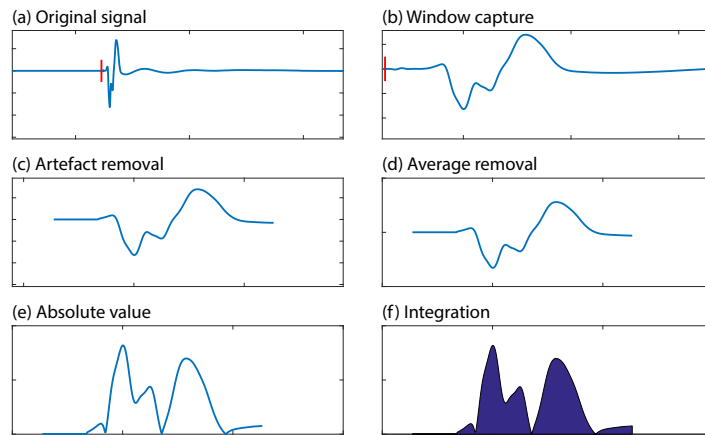 (a) Original signal
(b) Window capture
(c) Artefact removal
(d) Average removal
(e) Absolute value
(f) Integration